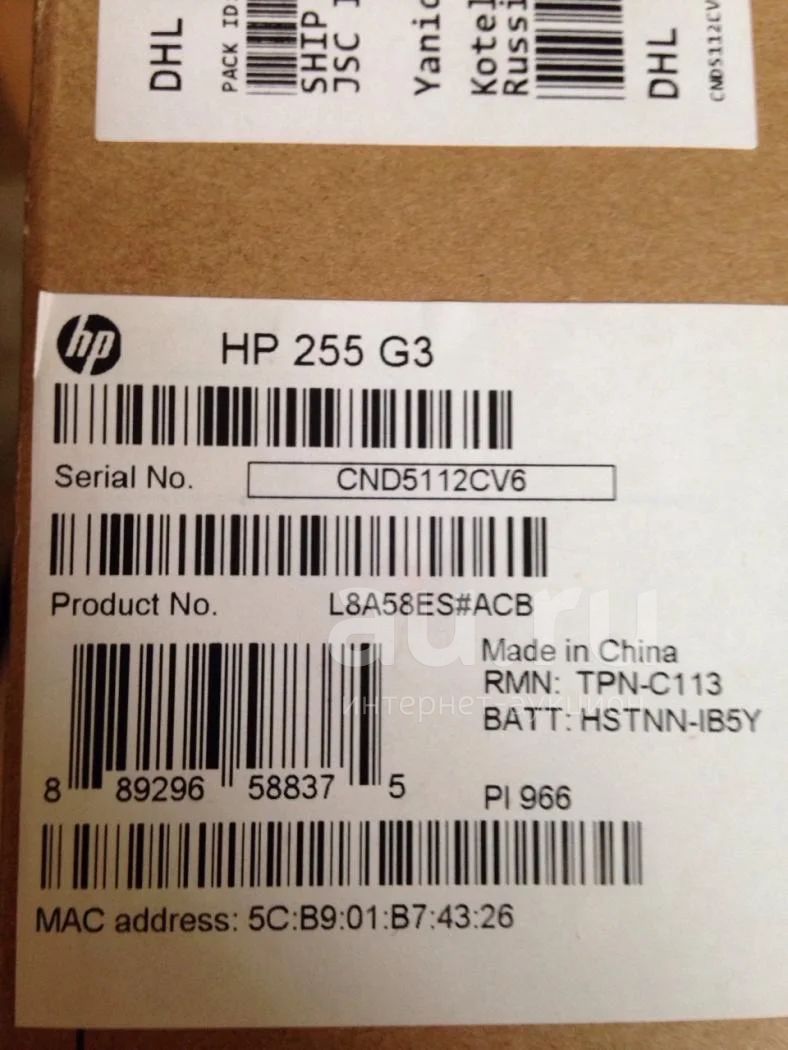 DHL
PACK ID:
SHIP
JSC
Yanic
Kotel
Russi
DHL
CND5112CV
hp
HP 255 G3
Serial No. CND5112CV6
Product No. L8A58ES#ACB
au.ru
интернет-аукцион
Made in China
RMN: TPN-C113
BATT: HSTNN-IB5Y
8 89296 58837 5
PI 966
MAC address: 5C:B9:01:B7:43:26